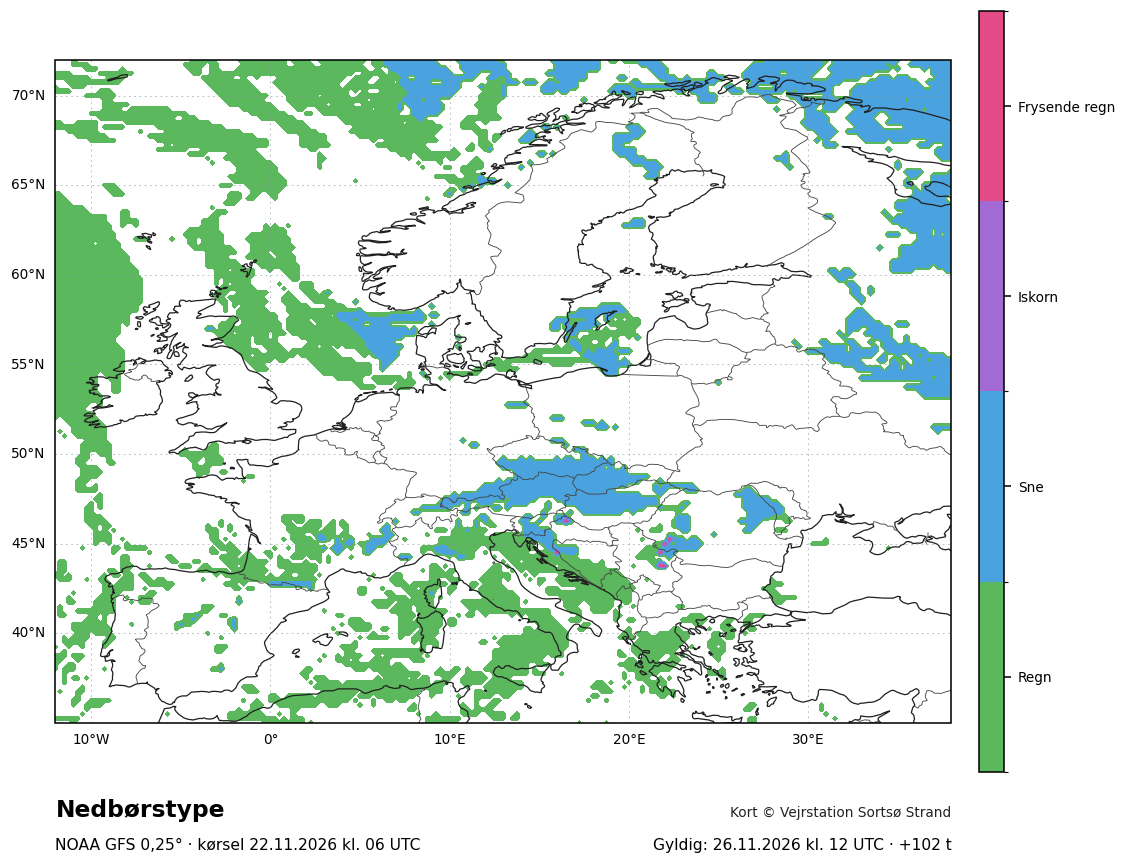 70°N
65°N
60°N
55°N
50°N
45°N
40°N
10°W
0°
10°E
20°E
30°E
Frysende regn
Iskorn
Sne
Regn
Nedbørstype
Kort © Vejrstation Sortsø Strand
NOAA GFS 0,25° · kørsel 22.11.2026 kl. 06 UTC
Gyldig: 26.11.2026 kl. 12 UTC · +102 t